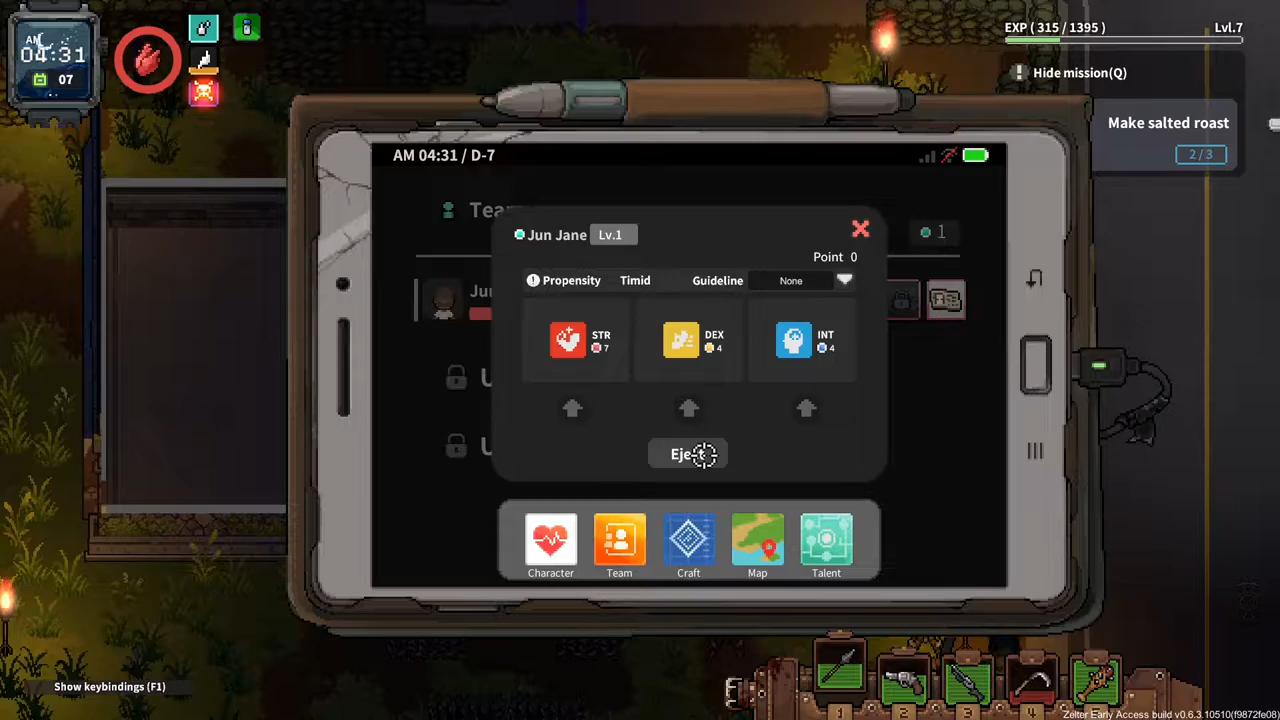 AM
04:31
07
EXP ( 315 / 1395 )
Lvl.7
Hide mission(Q)
Make salted roast
2/3
AM 04:31 / D-7
1
Jun Jane
Lv.1
Point 0
Propensity
Timid
Guideline
None
STR
7
DEX
4
INT
4
Character
Team
Craft
Map
Talent
Show keybindings (F1)
1
2
3
4
5
Zelter Early Access build v0.6.3.10510(f9872fe08)